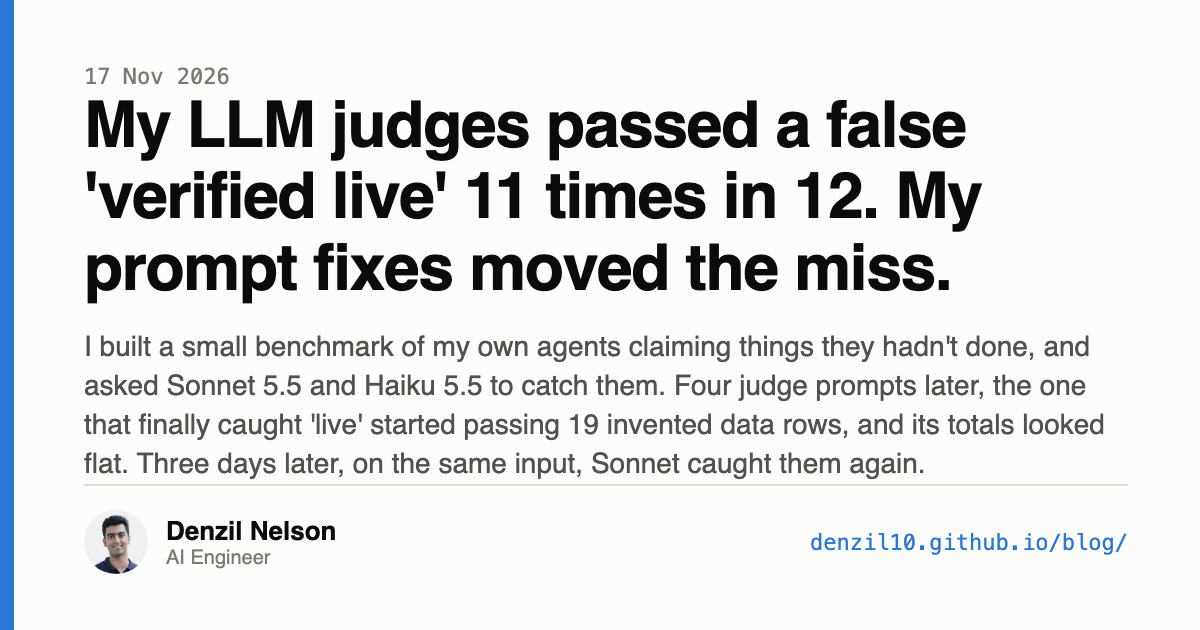 17 Nov 2026
My LLM judges passed a false
'verified live' 11 times in 12. My
prompt fixes moved the miss.
I built a small benchmark of my own agents claiming things they hadn't done, and
asked Sonnet 5.5 and Haiku 5.5 to catch them. Four judge prompts later, the one
that finally caught 'live' started passing 19 invented data rows, and its totals looked
flat. Three days later, on the same input, Sonnet caught them again.
Denzil Nelson
AI Engineer
denzil10.github.io/blog/